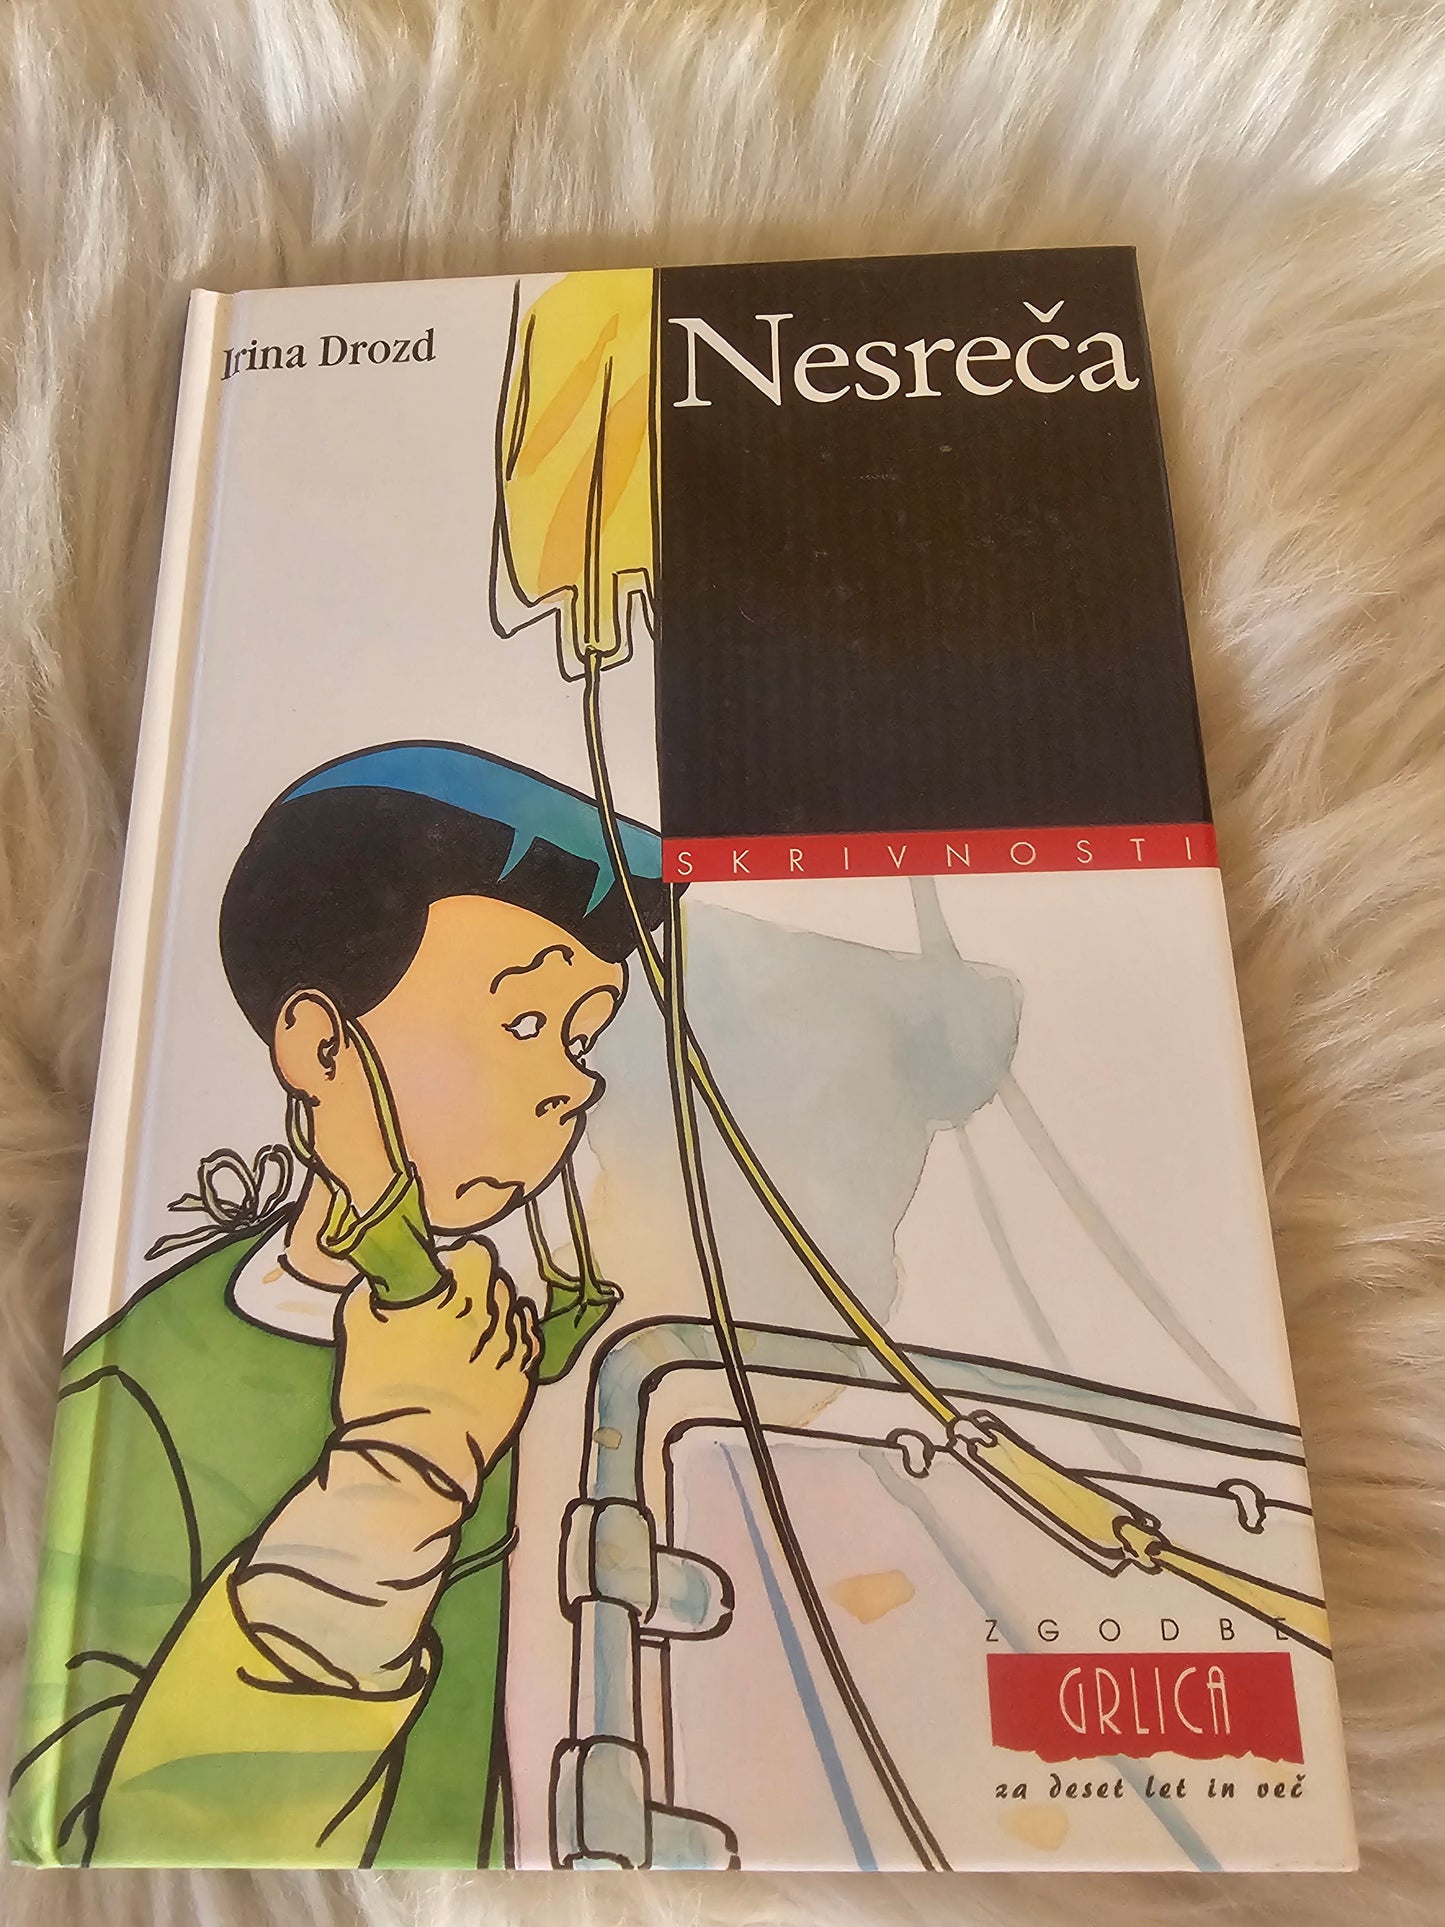 Irina Drozd
Nesreča
SKRIVNOSTI
ZGODBE
GRLICA
za deset let in več